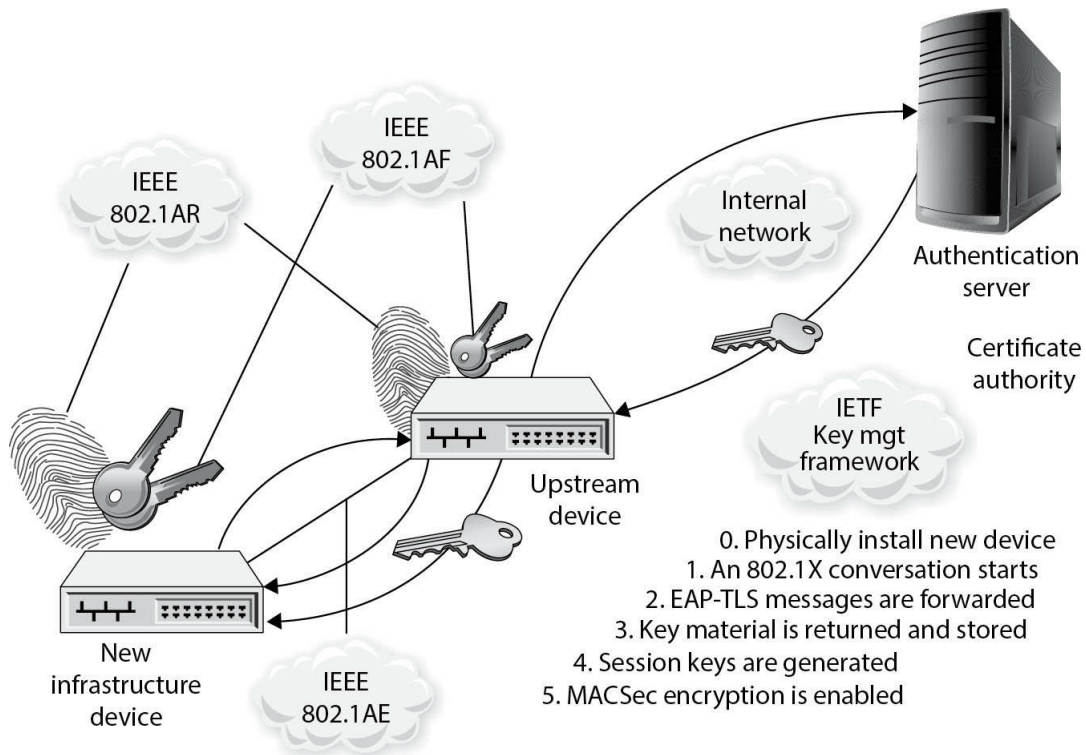 IEEE
802.1AF
IEEE
802.1AR
Internal
network
Authentication
server
Certificate
authority
IETF
Key mgt
framework
Upstream
device
0. Physically install new device
1. An 802.1X conversation starts
2. EAP-TLS messages are forwarded
3. Key material is returned and stored
4. Session keys are generated
5. MACSec encryption is enabled
New
infrastructure
device
IEEE
802.1AE